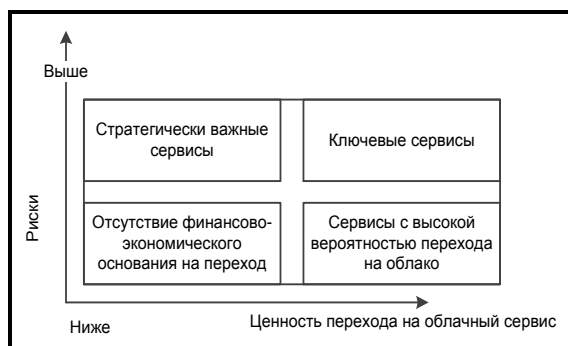 Выше
Стратегически важные
сервисы
Ключевые сервисы
Риски
Отсутствие финансово-
экономического
основания на переход
Сервисы с высокой
вероятностью перехода
на облако
Ниже
Ценность перехода на облачный сервис